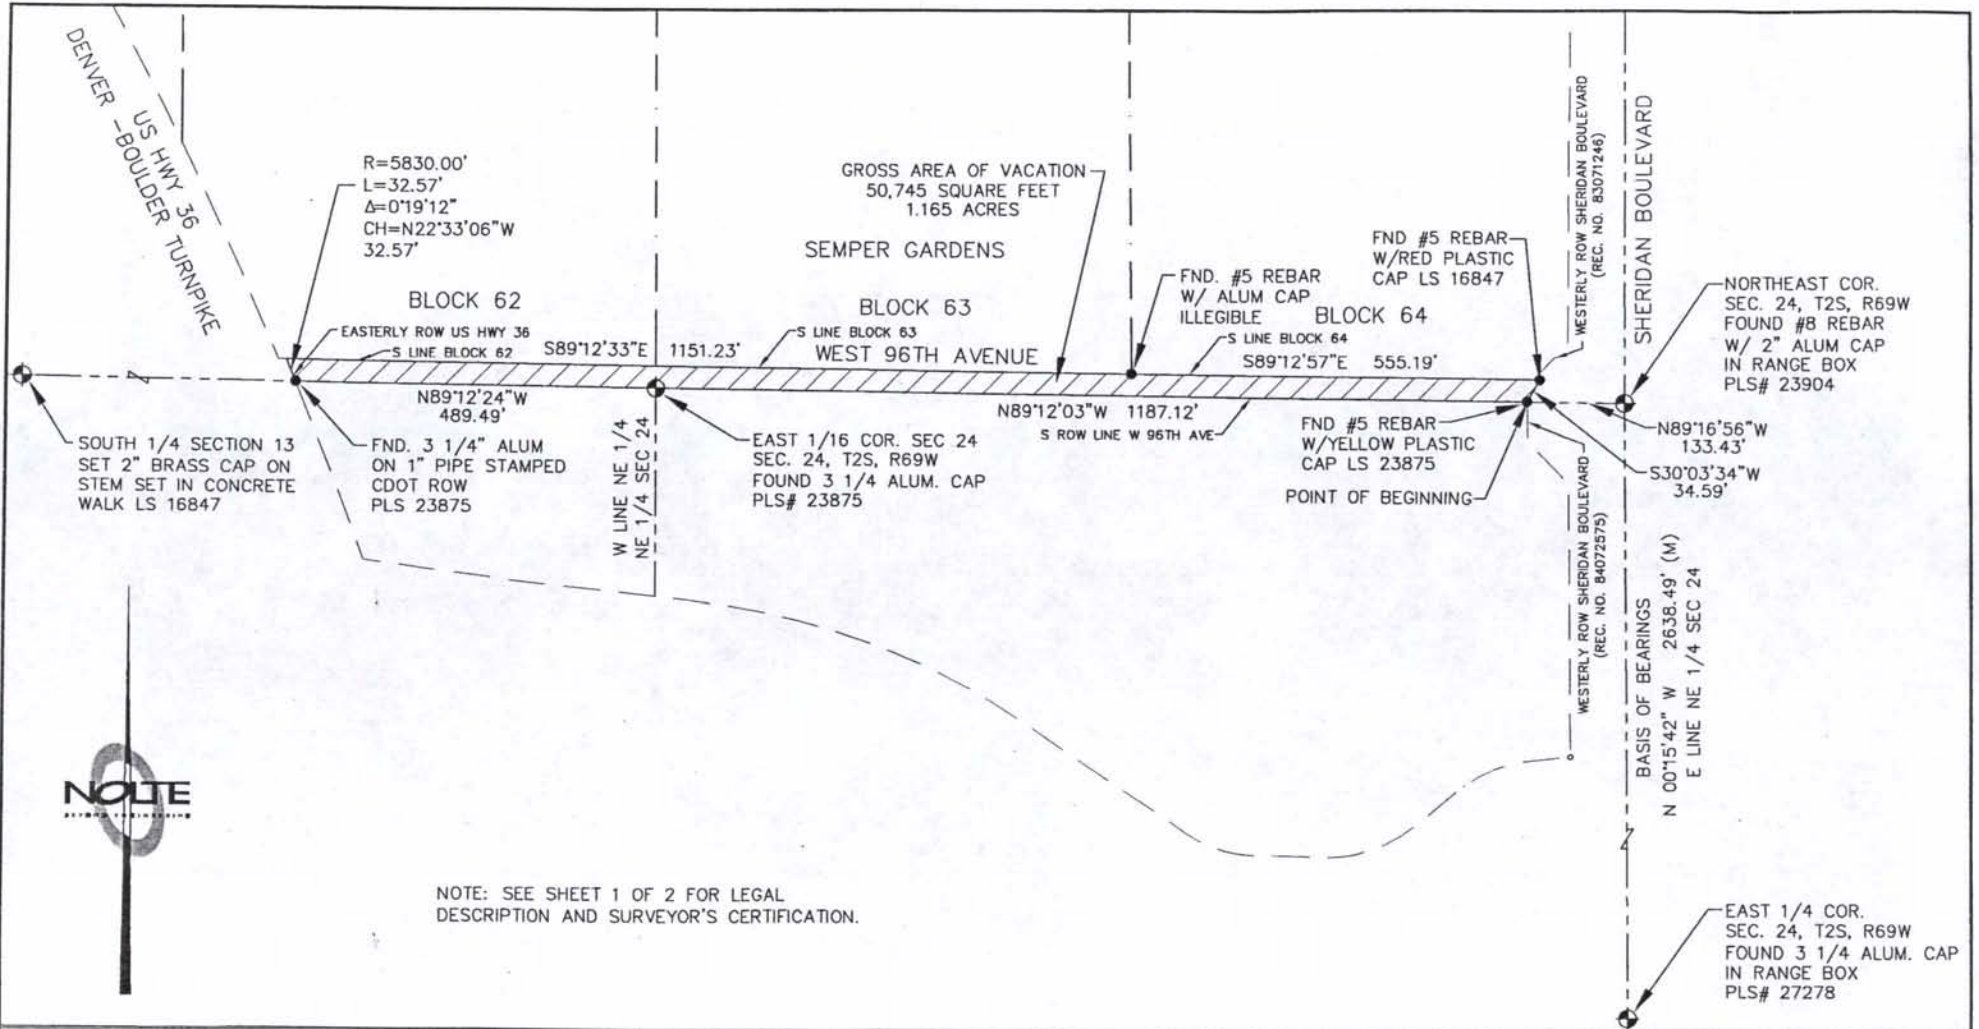 DENVER -BOULDER TURNPIKE
US HWY 36
R=5830.00'
L=32.57'
Δ=0°19'12"
CH=N22°33'06"W
32.57'
GROSS AREA OF VACATION
50,745 SQUARE FEET
1.165 ACRES
SEMPER GARDENS
BLOCK 62
BLOCK 63
BLOCK 64
FND. #5 REBAR
W/ ALUM CAP
ILLEGIBLE
FND #5 REBAR
W/RED PLASTIC
CAP LS 16847
WESTERLY ROW SHERIDAN BOULEVARD
(REC. NO. 83071246)
SHERIDAN BOULEVARD
NORTHEAST COR.
SEC. 24, T2S, R69W
FOUND #8 REBAR
W/ 2" ALUM CAP
IN RANGE BOX
PLS# 23904
EASTERLY ROW US HWY 36
S LINE BLOCK 62
S89°12'33"E 1151.23'
S LINE BLOCK 63
WEST 96TH AVENUE
S LINE BLOCK 64
S89°12'57"E 555.19'
N89°12'24"W
489.49'
N89°12'03"W 1187.12'
S ROW LINE W 96TH AVE
N89°16'56"W
133.43'
S30°03'34"W
34.59'
SOUTH 1/4 SECTION 13
SET 2" BRASS CAP ON
STEM SET IN CONCRETE
WALK LS 16847
FND. 3 1/4" ALUM
ON 1" PIPE STAMPED
CDOT ROW
PLS 23875
W LINE NE 1/4
NE 1/4 SEC 24
EAST 1/16 COR. SEC 24
SEC. 24, T2S, R69W
FOUND 3 1/4 ALUM. CAP
PLS# 23875
FND #5 REBAR
W/YELLOW PLASTIC
CAP LS 23875
POINT OF BEGINNING
WESTERLY ROW SHERIDAN BOULEVARD
(REC. NO. 84072575)
BASIS OF BEARINGS
N 00°15'42" W 2638.49' (M)
E LINE NE 1/4 SEC 24
NOLTE
NOTE: SEE SHEET 1 OF 2 FOR LEGAL
DESCRIPTION AND SURVEYOR'S CERTIFICATION.
EAST 1/4 COR.
SEC. 24, T2S, R69W
FOUND 3 1/4 ALUM. CAP
IN RANGE BOX
PLS# 27278